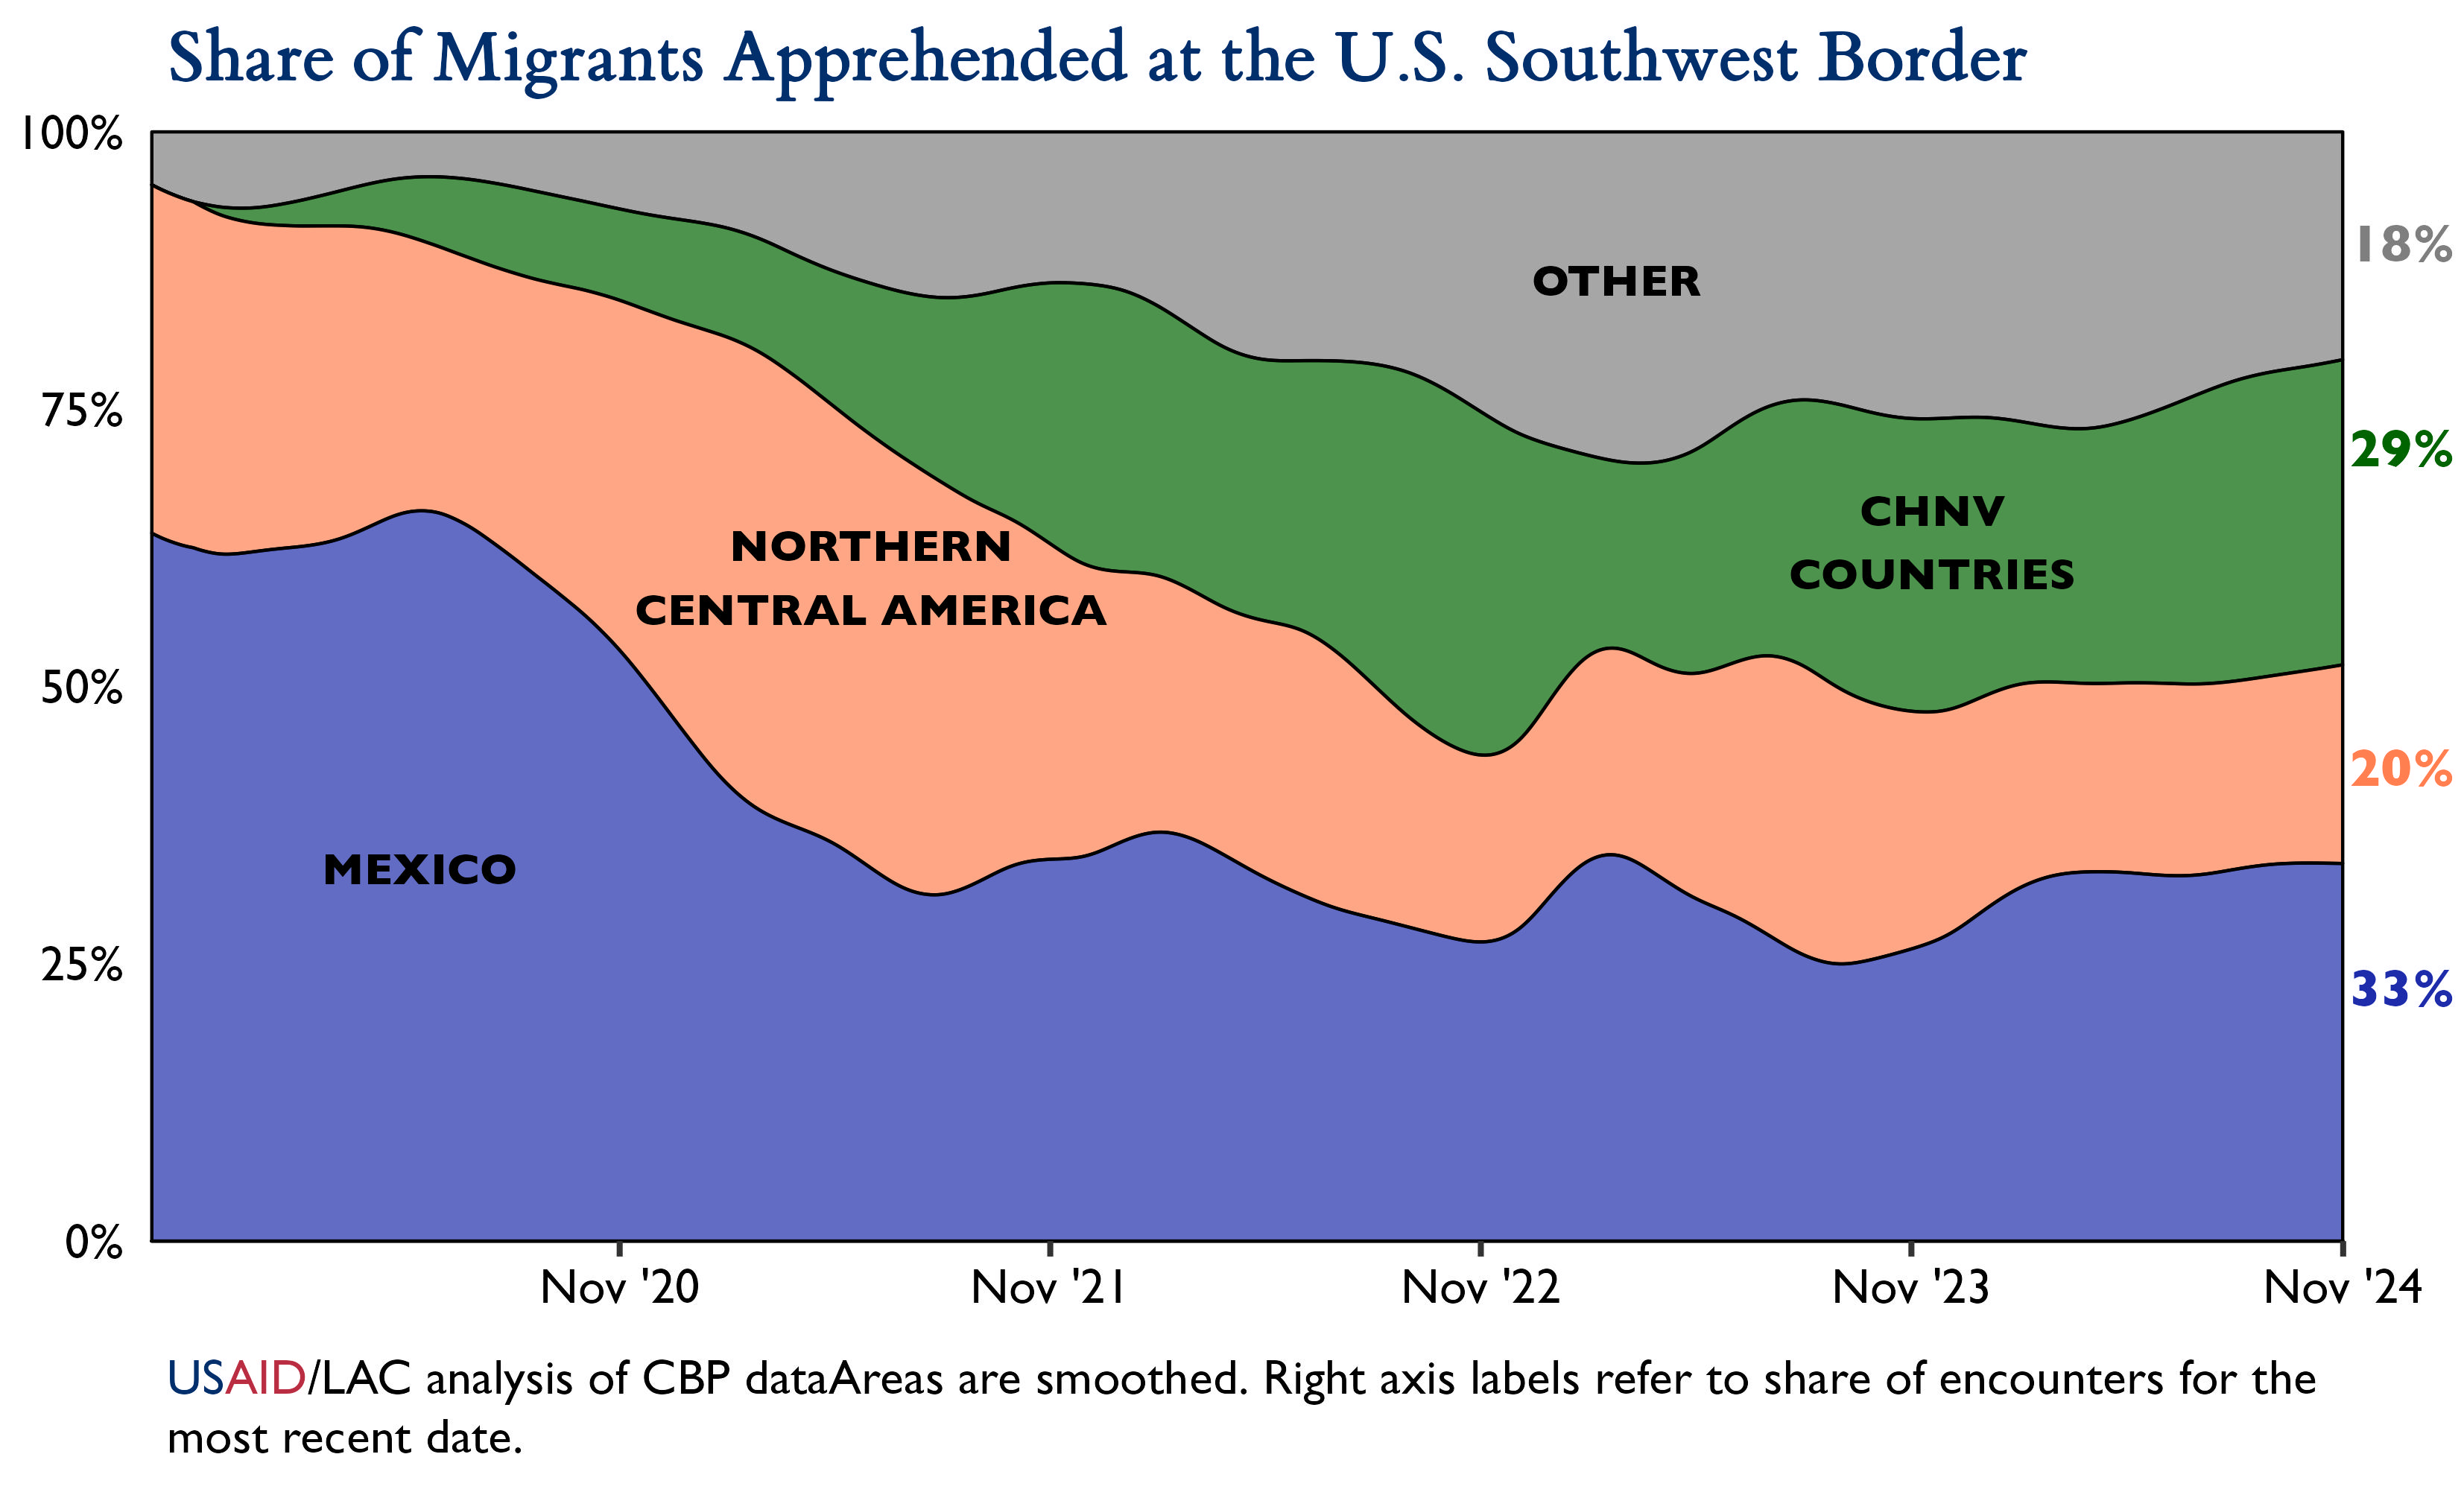 Share of Migrants Apprehended at the U.S. Southwest Border
100%
18%
OTHER
75%
29%
CHNV
COUNTRIES
NORTHERN
CENTRAL AMERICA
50%
20%
MEXICO
25%
33%
0%
Nov '20
Nov '21
Nov '22
Nov '23
Nov '24
USAID/LAC analysis of CBP dataAreas are smoothed. Right axis labels refer to share of encounters for the
most recent date.